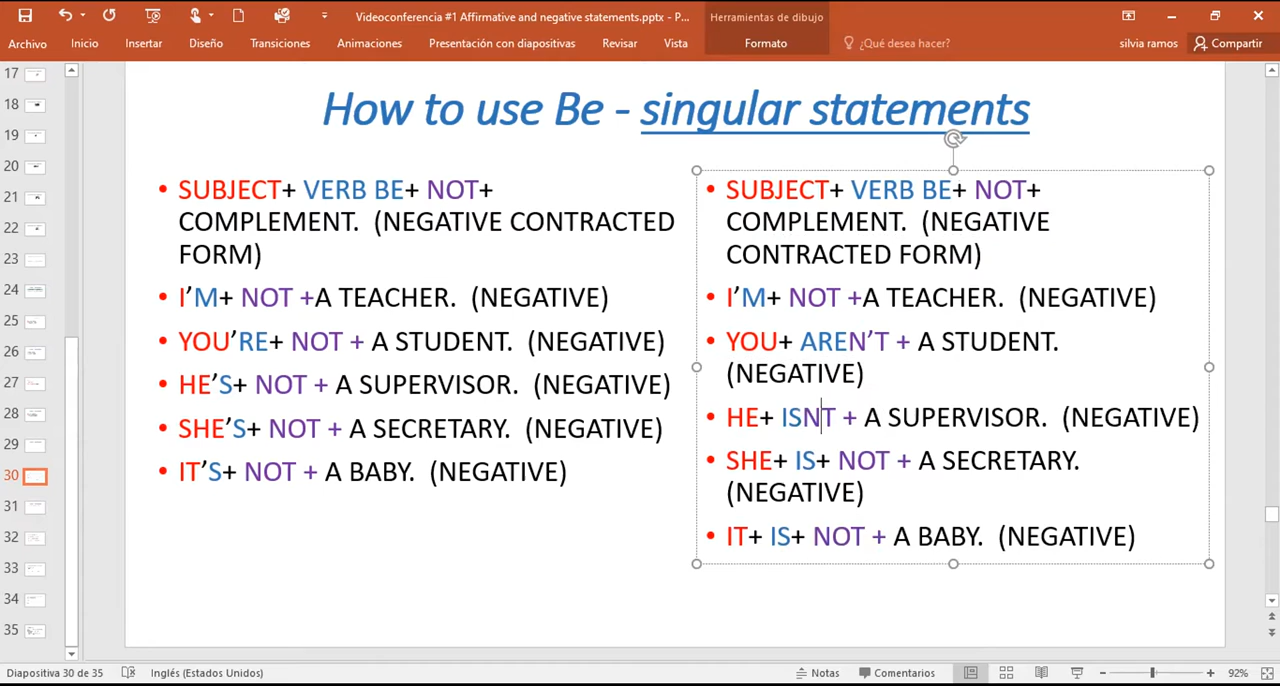 Videoconferencia #1 Affirmative and negative statements.pptx - P...
Herramientas de dibujo
Archivo Inicio Insertar Diseño Transiciones Animaciones Presentación con diapositivas Revisar Vista Formato ¿Qué desea hacer? silvia ramos Compartir
17
18
19
20
21
22
23
24
25
26
27
28
29
30
31
32
33
34
35
How to use Be - singular statements
• SUBJECT+ VERB BE+ NOT+
COMPLEMENT. (NEGATIVE CONTRACTED
FORM)
• I’M+ NOT +A TEACHER. (NEGATIVE)
• YOU’RE+ NOT + A STUDENT. (NEGATIVE)
• HE’S+ NOT + A SUPERVISOR. (NEGATIVE)
• SHE’S+ NOT + A SECRETARY. (NEGATIVE)
• IT’S+ NOT + A BABY. (NEGATIVE)
• SUBJECT+ VERB BE+ NOT+
COMPLEMENT. (NEGATIVE
CONTRACTED FORM)
• I’M+ NOT +A TEACHER. (NEGATIVE)
• YOU+ AREN’T + A STUDENT.
(NEGATIVE)
• HE+ ISNT + A SUPERVISOR. (NEGATIVE)
• SHE+ IS+ NOT + A SECRETARY.
(NEGATIVE)
• IT+ IS+ NOT + A BABY. (NEGATIVE)
Diapositiva 30 de 35 Inglés (Estados Unidos) Notas Comentarios 92%